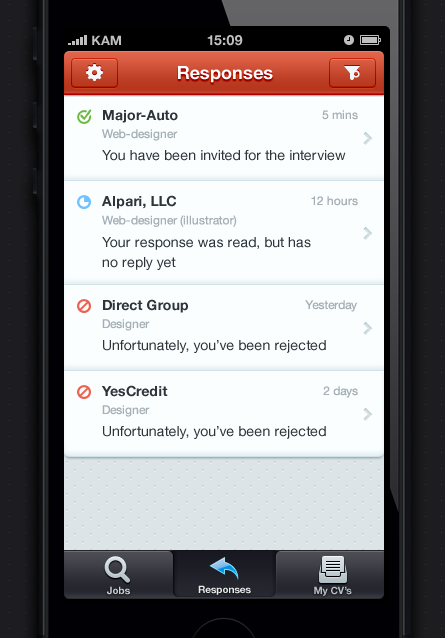 KAM 15:09
Responses
Major-Auto 5 mins
Web-designer
You have been invited for the interview
Alpari, LLC 12 hours
Web-designer (illustrator)
Your response was read, but has
no reply yet
Direct Group Yesterday
Designer
Unfortunately, you've been rejected
YesCredit 2 days
Designer
Unfortunately, you've been rejected
Jobs Responses My CV's